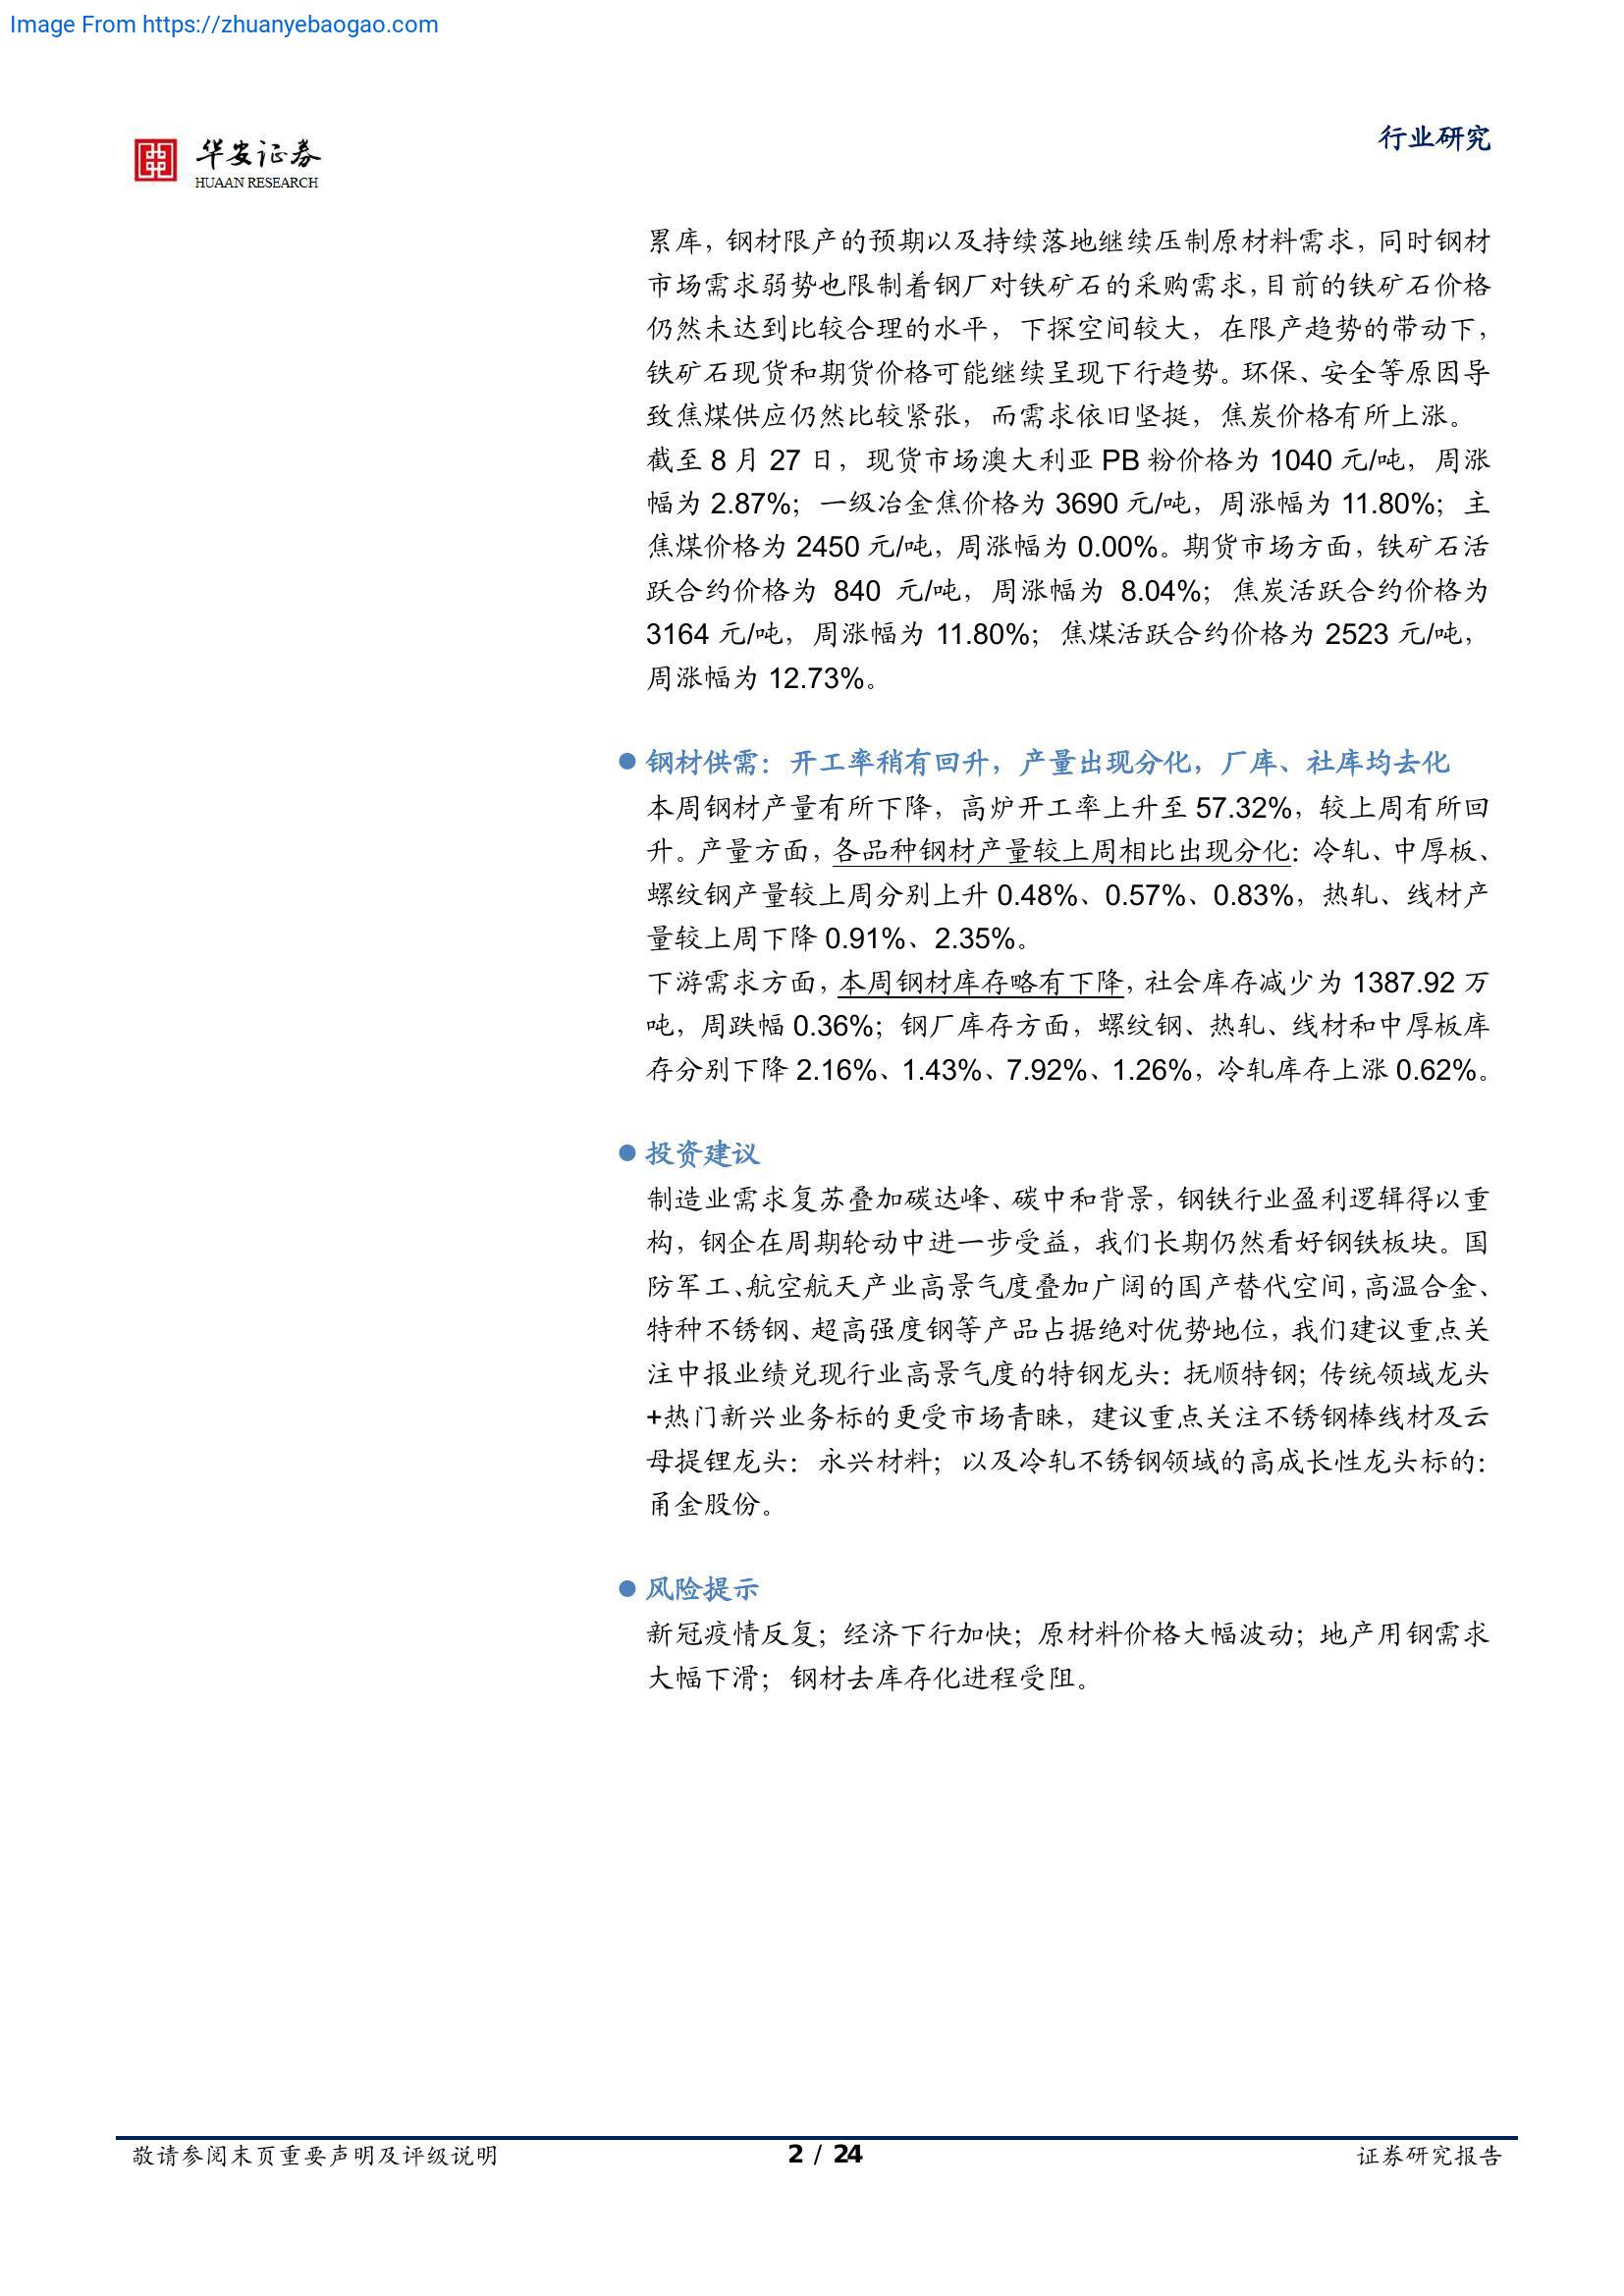 Image From https://zhuanyebaogao.com
华安证券
HUAAN RESEARCH
行业研究
累库，钢材限产的预期以及持续落地继续压制原材料需求，同时钢材
市场需求弱势也限制着钢厂对铁矿石的采购需求，目前的铁矿石价格
仍然未达到比较合理的水平，下探空间较大，在限产趋势的带动下，
铁矿石现货和期货价格可能继续呈现下行趋势。环保、安全等原因导
致焦煤供应仍然比较紧张，而需求依旧坚挺，焦炭价格有所上涨。
截至 8 月 27 日，现货市场澳大利亚 PB 粉价格为 1040 元/吨，周涨
幅为 2.87%；一级冶金焦价格为 3690 元/吨，周涨幅为 11.80%；主
焦煤价格为 2450 元/吨，周涨幅为 0.00%。期货市场方面，铁矿石活
跃合约价格为 840 元/吨，周涨幅为 8.04%；焦炭活跃合约价格为
3164 元/吨，周涨幅为 11.80%；焦煤活跃合约价格为 2523 元/吨，
周涨幅为 12.73%。
● 钢材供需：开工率稍有回升，产量出现分化，厂库、社库均去化
本周钢材产量有所下降，高炉开工率上升至 57.32%，较上周有所回
升。产量方面，各品种钢材产量较上周相比出现分化：冷轧、中厚板、
螺纹钢产量较上周分别上升 0.48%、0.57%、0.83%，热轧、线材产
量较上周下降 0.91%、2.35%。
下游需求方面，本周钢材库存略有下降，社会库存减少为 1387.92 万
吨，周跌幅 0.36%；钢厂库存方面，螺纹钢、热轧、线材和中厚板库
存分别下降 2.16%、1.43%、7.92%、1.26%，冷轧库存上涨 0.62%。
● 投资建议
制造业需求复苏叠加碳达峰、碳中和背景，钢铁行业盈利逻辑得以重
构，钢企在周期轮动中进一步受益，我们长期仍然看好钢铁板块。国
防军工、航空航天产业高景气度叠加广阔的国产替代空间，高温合金、
特种不锈钢、超高强度钢等产品占据绝对优势地位，我们建议重点关
注中报业绩兑现行业高景气度的特钢龙头：抚顺特钢；传统领域龙头
+热门新兴业务标的更受市场青睐，建议重点关注不锈钢棒线材及云
母提锂龙头：永兴材料；以及冷轧不锈钢领域的高成长性龙头标的：
甬金股份。
● 风险提示
新冠疫情反复；经济下行加快；原材料价格大幅波动；地产用钢需求
大幅下滑；钢材去库存化进程受阻。
敬请参阅末页重要声明及评级说明
2 / 24
证券研究报告